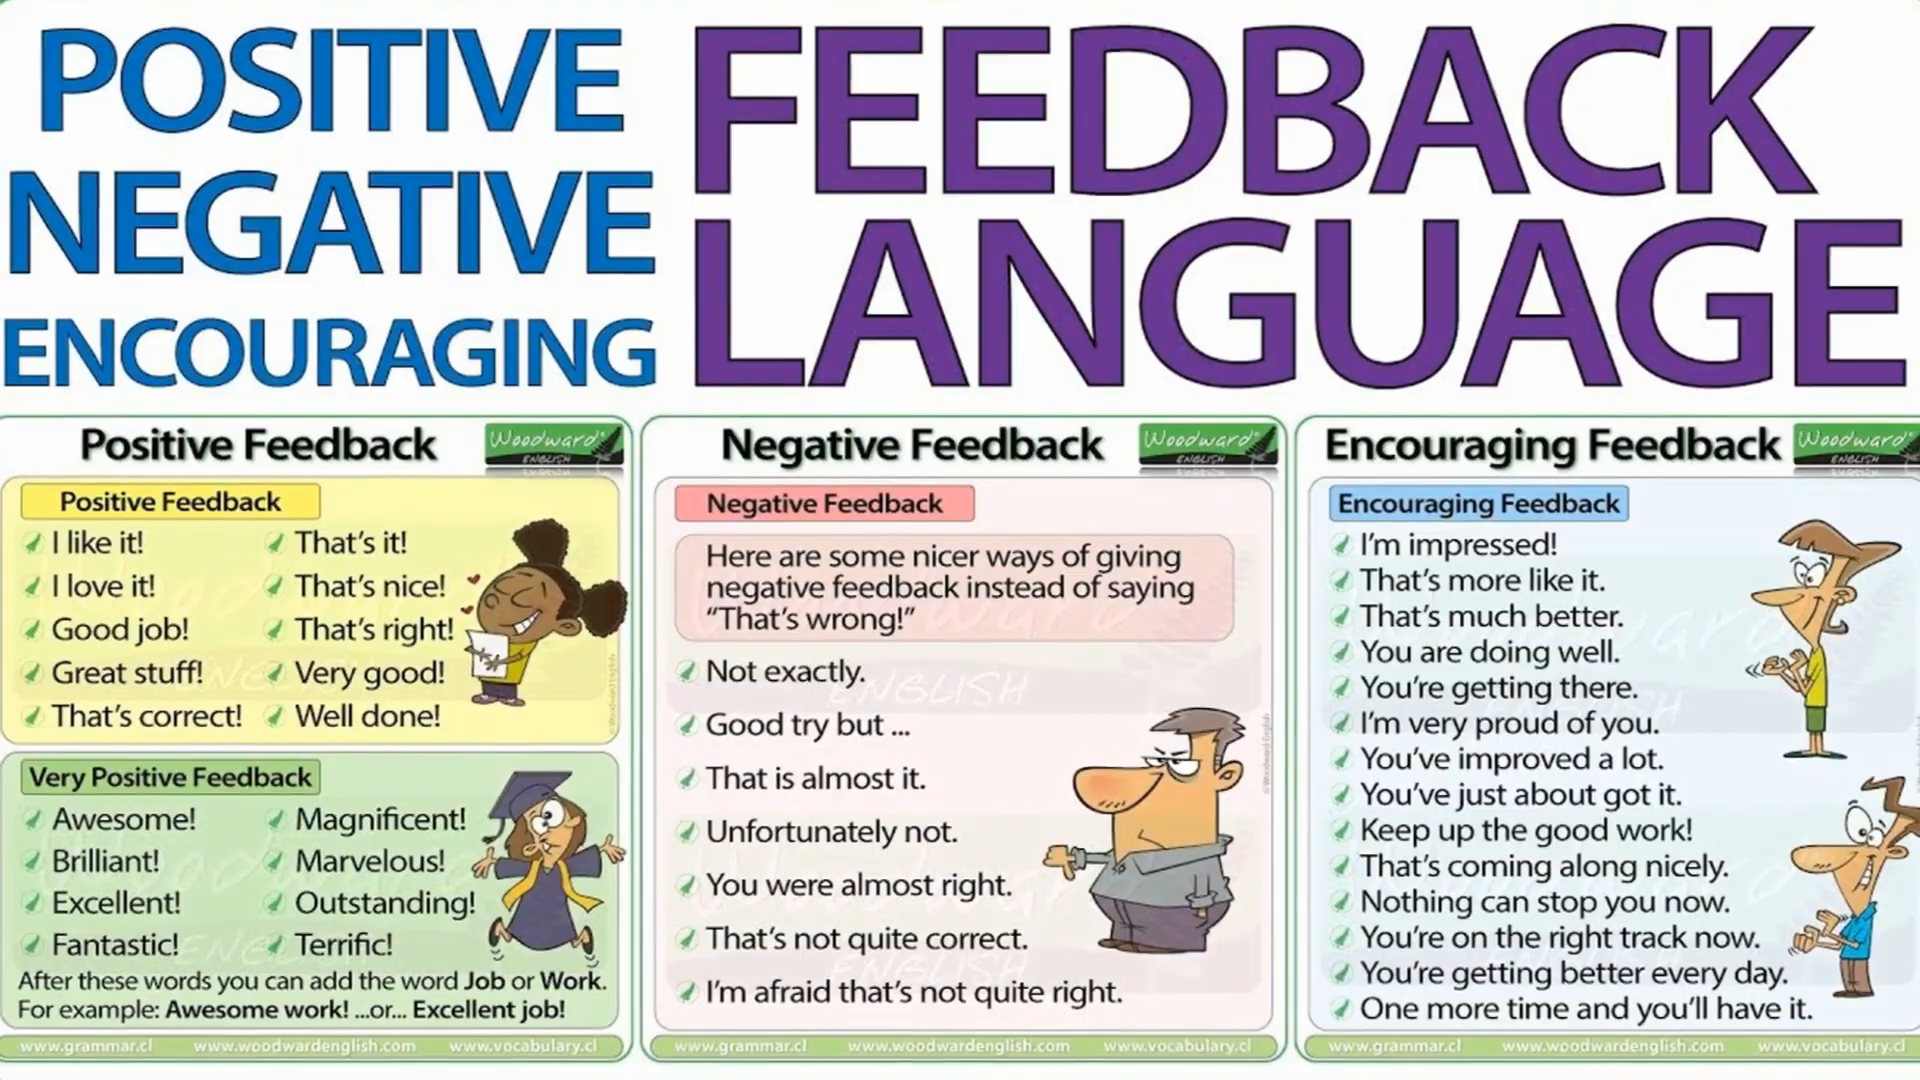 POSITIVE
NEGATIVE
ENCOURAGING
FEEDBACK
LANGUAGE
Positive Feedback
Woodward®
ENGLISH
Positive Feedback
I like it!
I love it!
Good job!
Great stuff!
That's correct!
That's it!
That's nice!
That's right!
Very good!
Well done!
Very Positive Feedback
Awesome!
Brilliant!
Excellent!
Fantastic!
Magnificent!
Marvelous!
Outstanding!
Terrific!
After these words you can add the word Job or Work.
For example: Awesome work! ...or... Excellent job!
www.grammar.cl www.woodwardenglish.com www.vocabulary.cl
Negative Feedback
Woodward®
ENGLISH
Negative Feedback
Here are some nicer ways of giving
negative feedback instead of saying
“That's wrong!”
Not exactly.
Good try but ...
That is almost it.
Unfortunately not.
You were almost right.
That's not quite correct.
I'm afraid that's not quite right.
©Woodward English
www.grammar.cl www.woodwardenglish.com www.vocabulary.cl
Encouraging Feedback
Woodward®
ENGLISH
Encouraging Feedback
I'm impressed!
That's more like it.
That's much better.
You are doing well.
You're getting there.
I'm very proud of you.
You've improved a lot.
You've just about got it.
Keep up the good work!
That's coming along nicely.
Nothing can stop you now.
You're on the right track now.
You're getting better every day.
One more time and you'll have it.
www.grammar.cl www.woodwardenglish.com www.vocabulary.cl